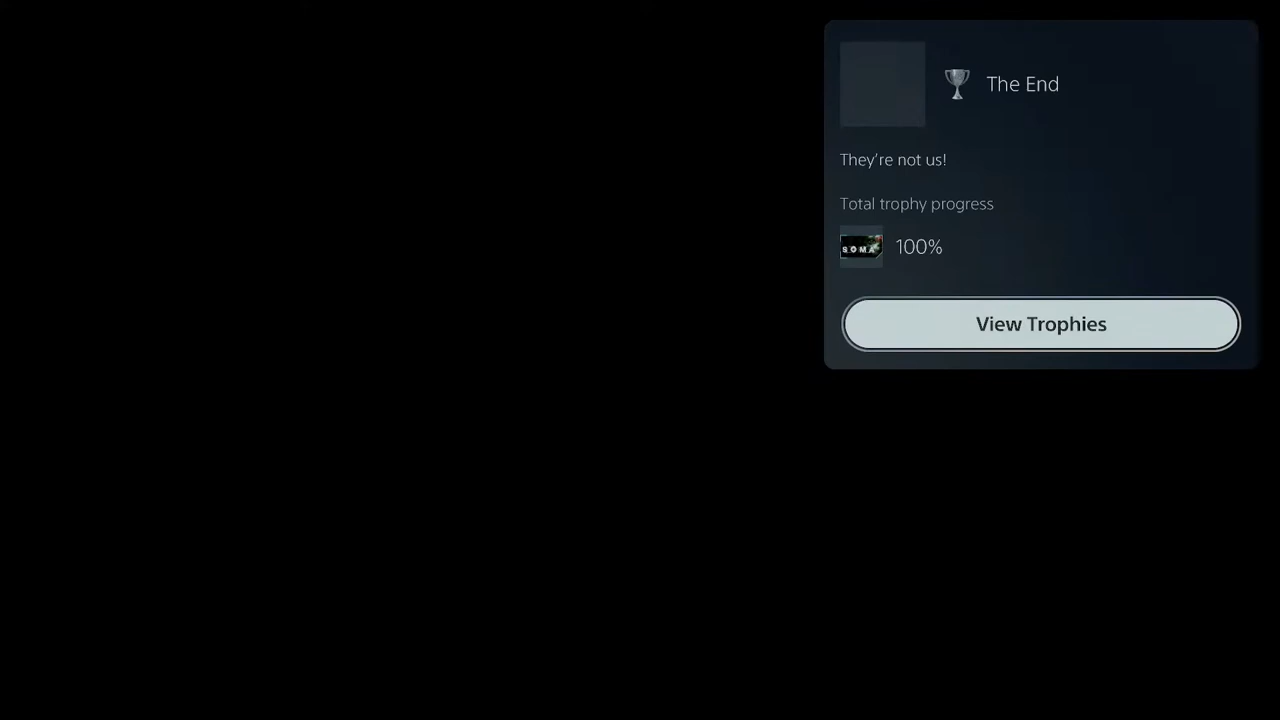 The End
They're not us!
Total trophy progress
SOMA
100%
View Trophies